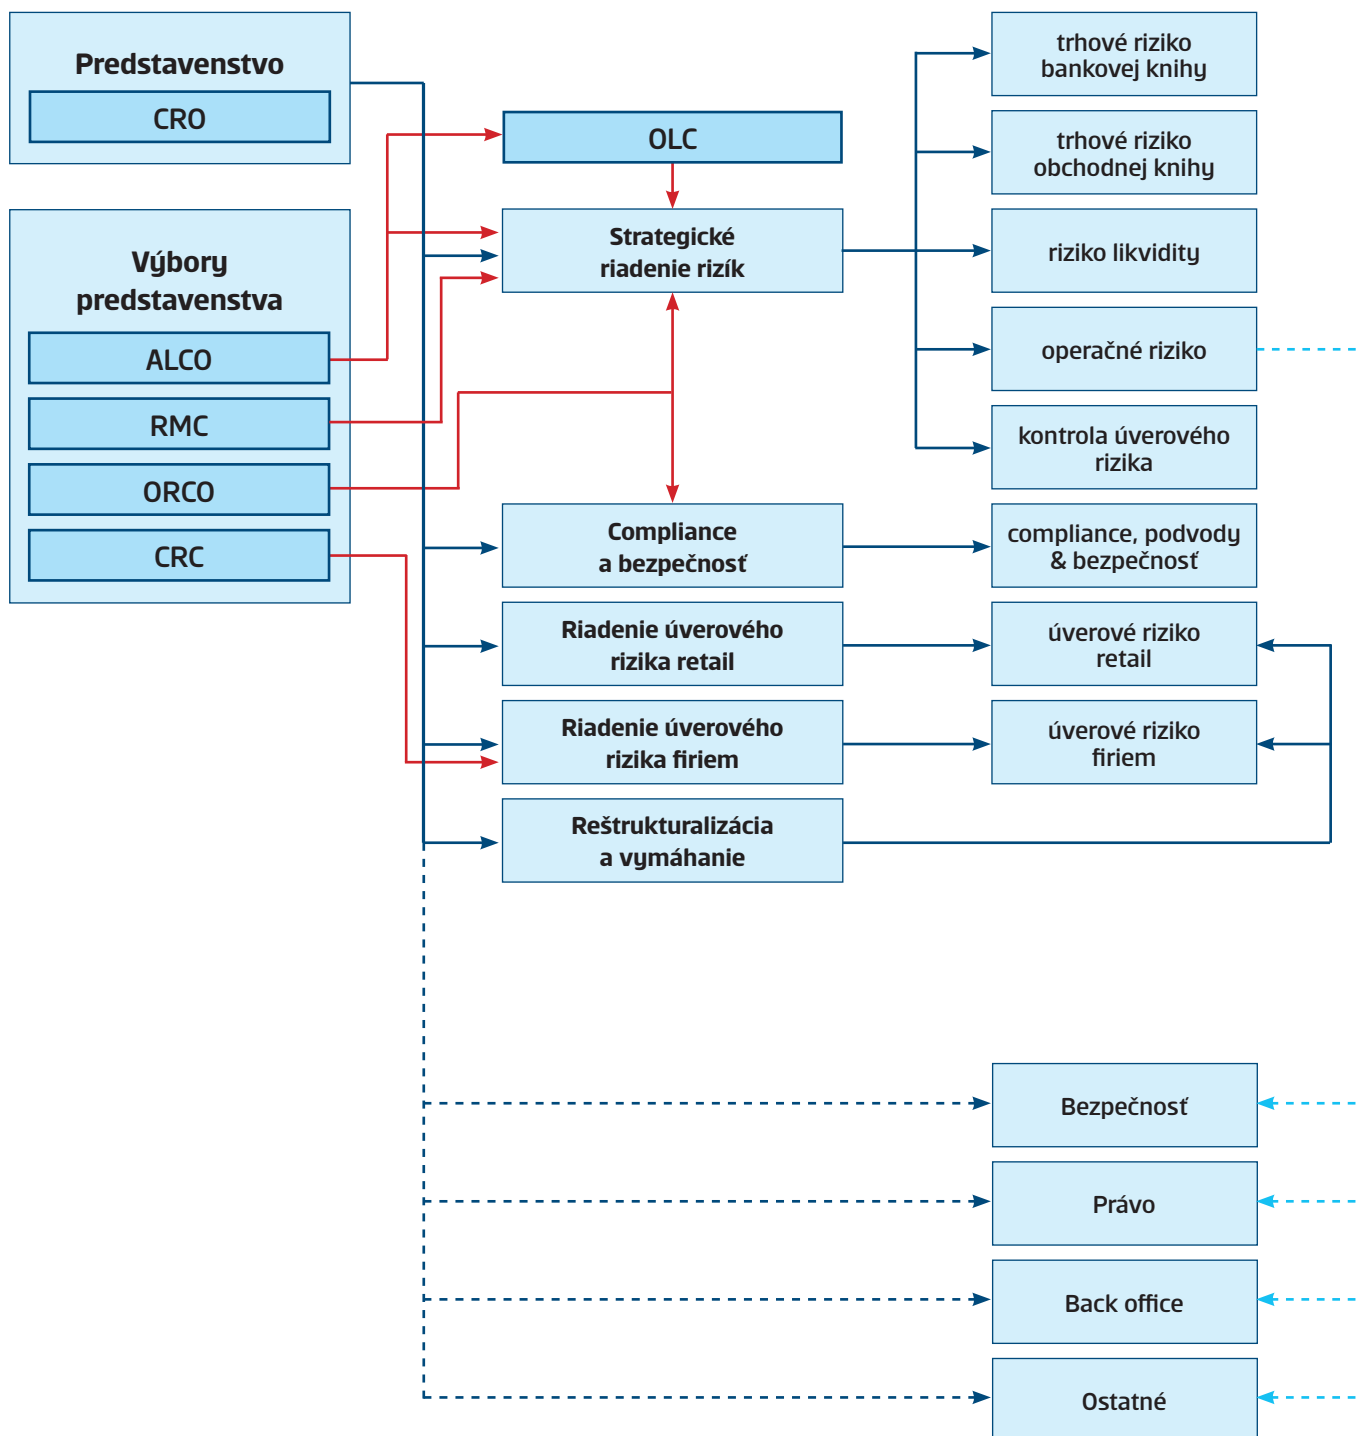 Predstavenstvo
CRO
Výbory
predstavenstva
ALCO
RMC
ORCO
CRC
OLC
Strategické
riadenie rizík
Compliance
a bezpečnosť
Riadenie úverového
rizika retail
Riadenie úverového
rizika firiem
Reštrukturalizácia
a vymáhanie
trhové riziko
bankovej knihy
trhové riziko
obchodnej knihy
riziko likvidity
operačné riziko
kontrola úverového
rizika
compliance, podvody
& bezpečnosť
úverové riziko
retail
úverové riziko
firiem
Bezpečnosť
Právo
Back office
Ostatné